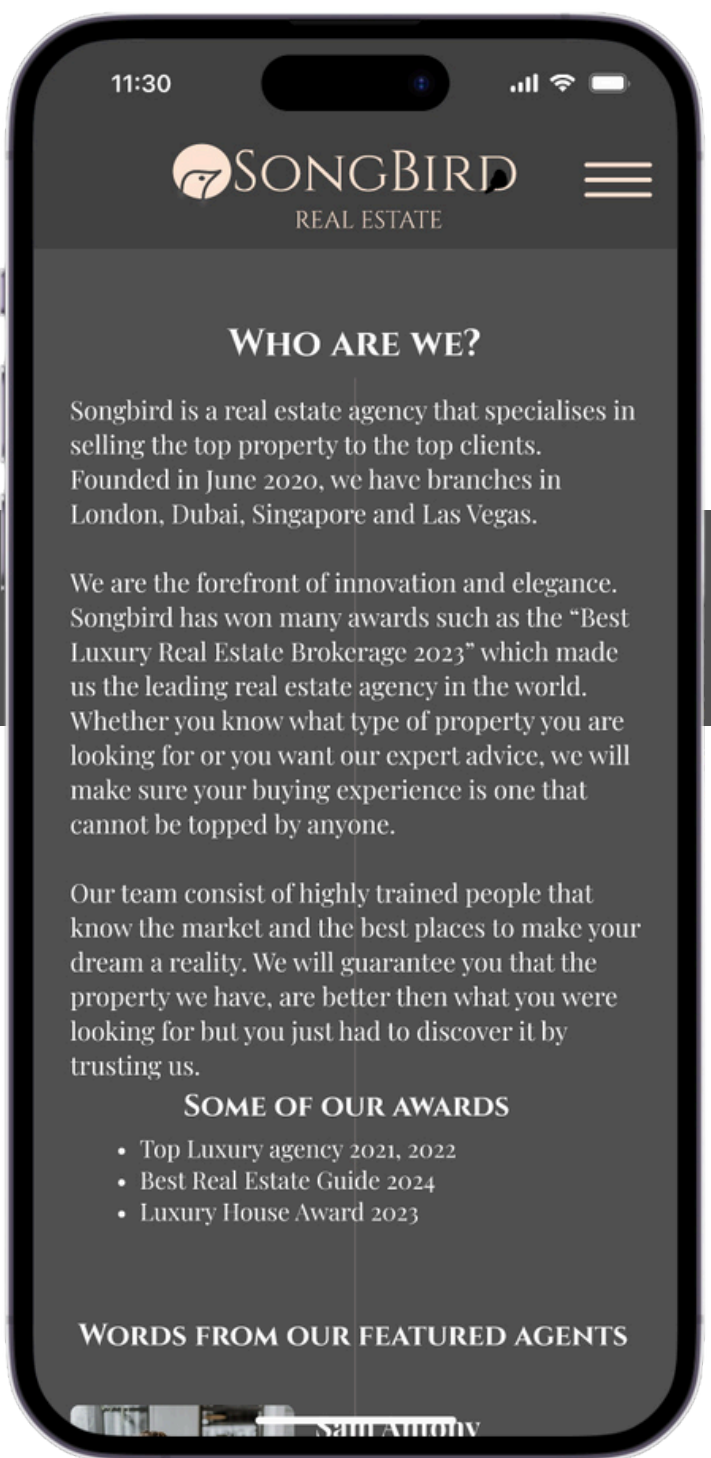 11:30
SONGBIRD
REAL ESTATE
WHO ARE WE?
Songbird is a real estate agency that specialises in
selling the top property to the top clients.
Founded in June 2020, we have branches in
London, Dubai, Singapore and Las Vegas.
We are the forefront of innovation and elegance.
Songbird has won many awards such as the “Best
Luxury Real Estate Brokerage 2023” which made
us the leading real estate agency in the world.
Whether you know what type of property you are
looking for or you want our expert advice, we will
make sure your buying experience is one that
cannot be topped by anyone.
Our team consist of highly trained people that
know the market and the best places to make your
dream a reality. We will guarantee you that the
property we have, are better then what you were
looking for but you just had to discover it by
trusting us.
SOME OF OUR AWARDS
• Top Luxury agency 2021, 2022
• Best Real Estate Guide 2024
• Luxury House Award 2023
WORDS FROM OUR FEATURED AGENTS
Sam Antony